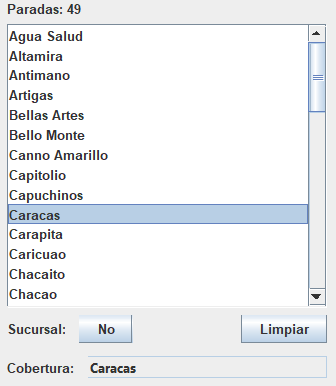 Paradas: 49
Agua Salud
Altamira
Antimano
Artigas
Bellas Artes
Bello Monte
Canno Amarillo
Capitolio
Capuchinos
Caracas
Carapita
Caricuao
Chacaito
Chacao
Sucursal: No Limpiar
Cobertura: Caracas